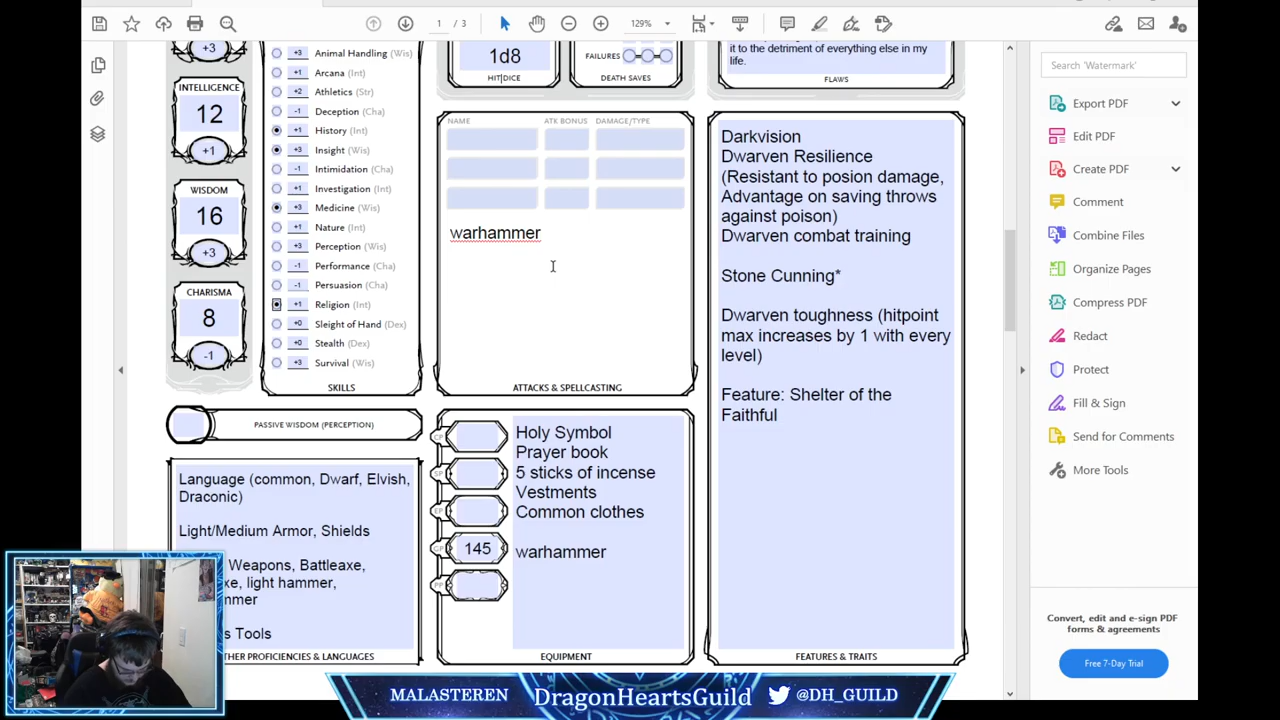 1 / 3
129%
+3
INTELLIGENCE
12
+1
WISDOM
16
+3
CHARISMA
8
-1
+3 Animal Handling (Wis)
+1 Arcana (Int)
+2 Athletics (Str)
-1 Deception (Cha)
+1 History (Int)
+3 Insight (Wis)
-1 Intimidation (Cha)
+1 Investigation (Int)
+3 Medicine (Wis)
+1 Nature (Int)
+3 Perception (Wis)
-1 Performance (Cha)
-1 Persuasion (Cha)
+1 Religion (Int)
+0 Sleight of Hand (Dex)
+0 Stealth (Dex)
+3 Survival (Wis)
SKILLS
PASSIVE WISDOM (PERCEPTION)
Language (common, Dwarf, Elvish,
Draconic)
Light/Medium Armor, Shields
Weapons, Battleaxe,
light hammer,
Tools
PROFICIENCIES & LANGUAGES
1d8
HIT DICE
FAILURES
DEATH SAVES
NAME ATK BONUS DAMAGE/TYPE
warhammer
ATTACKS & SPELLCASTING
CP
SP
EP
GP
145
PP
Holy Symbol
Prayer book
5 sticks of incense
Vestments
Common clothes
warhammer
EQUIPMENT
it to the detriment of everything else in my
life.
FLAWS
Darkvision
Dwarven Resilience
(Resistant to posion damage,
Advantage on saving throws
against poison)
Dwarven combat training
Stone Cunning*
Dwarven toughness (hitpoint
max increases by 1 with every
level)
Feature: Shelter of the
Faithful
FEATURES & TRAITS
Search 'Watermark'
Export PDF
Edit PDF
Create PDF
Comment
Combine Files
Organize Pages
Compress PDF
Redact
Protect
Fill & Sign
Send for Comments
More Tools
Convert, edit and e-sign PDF
forms & agreements
Free 7-Day Trial
MALASTEREN DragonHeartsGuild @DH_GUILD